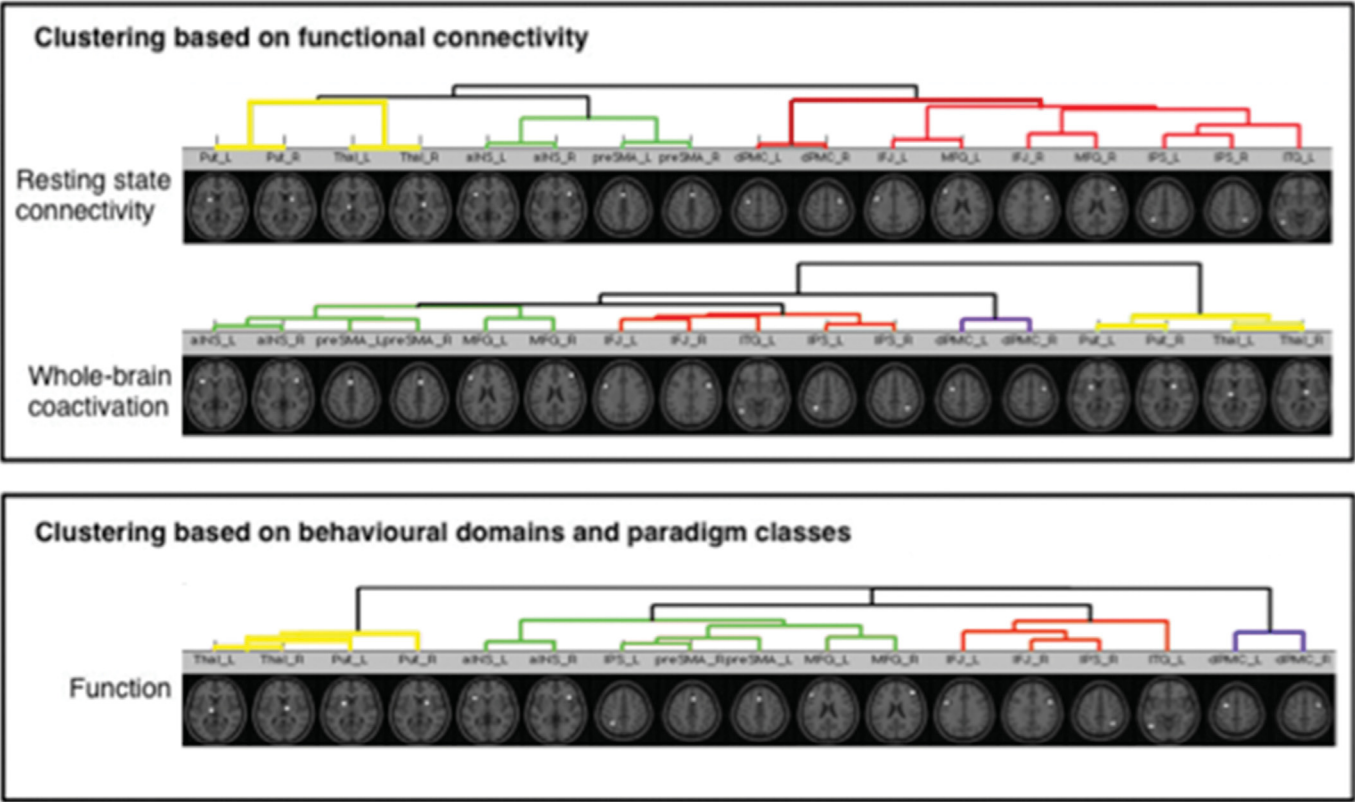 Clustering based on functional connectivity
Put_L Put_R Thal_L Thal_R aINS_L aINS_R preSMA_L preSMA_R dPMC_L dPMC_R IFJ_L MFG_L IFJ_R MFG_R IPS_L IPS_R ITG_L
Resting state
connectivity
aINS_L aINS_R preSMA_L preSMA_R MFG_L MFG_R IFJ_L IFJ_R ITG_L IPS_L IPS_R dPMC_L dPMC_R Put_L Put_R Thal_L Thal_R
Whole-brain
coactivation
Clustering based on behavioural domains and paradigm classes
Thal_L Thal_R Put_L Put_R aINS_L aINS_R IPS_L preSMA_R preSMA_L MFG_L MFG_R IFJ_L IFJ_R IPS_R ITG_L dPMC_L dPMC_R
Function